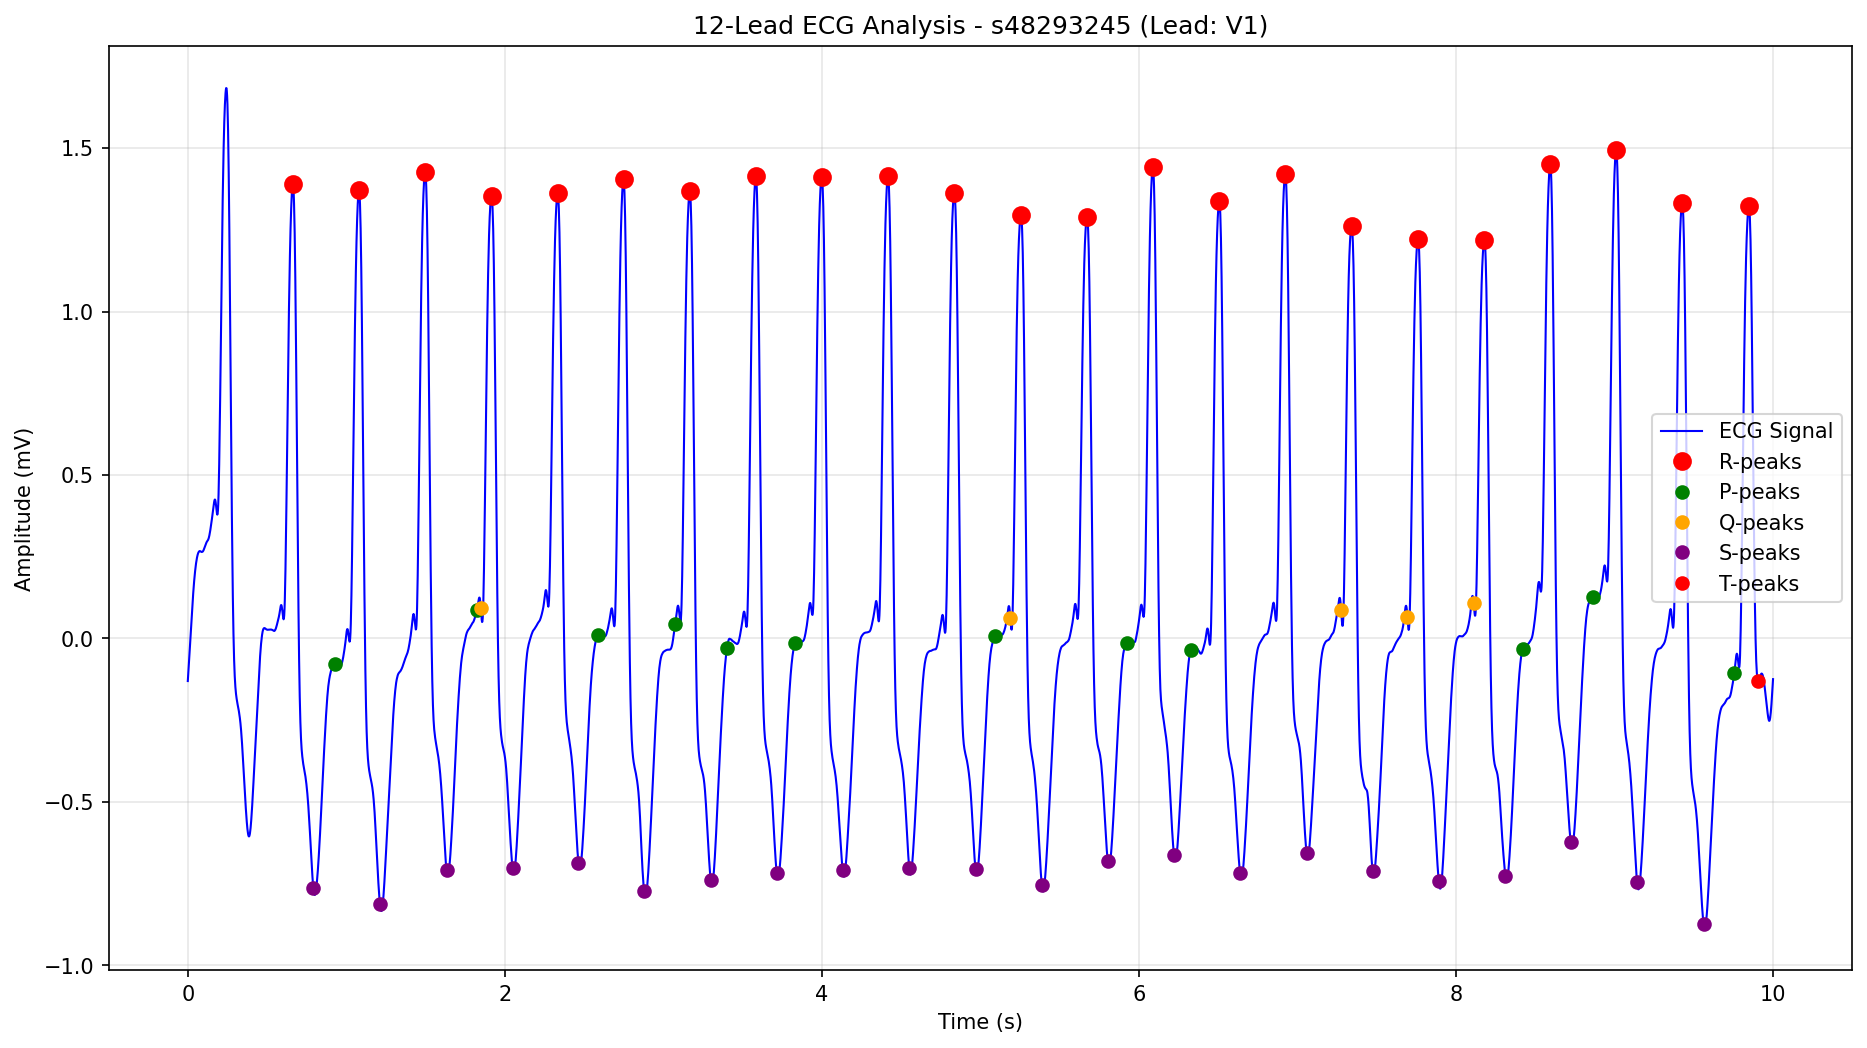 12-Lead ECG Analysis - s48293245 (Lead: V1)
Amplitude (mV)
1.5
1.0
0.5
0.0
−0.5
−1.0
ECG Signal
R-peaks
P-peaks
Q-peaks
S-peaks
T-peaks
0 2 4 6 8 10
Time (s)